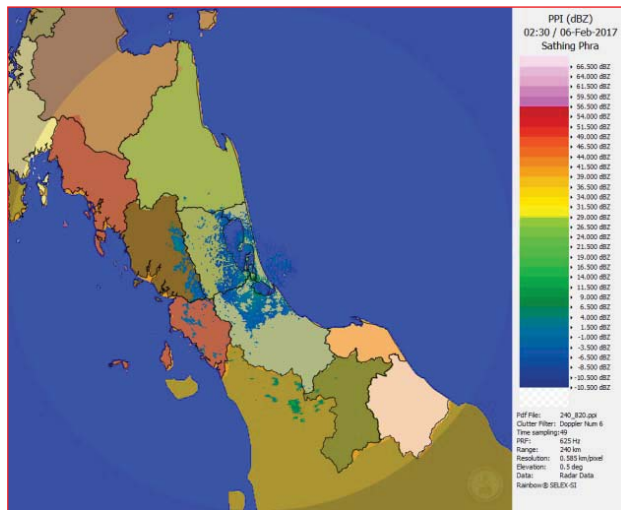 PPI (dBZ)
02:30 / 06-Feb-2017
Sathing Phra
66.500 dBZ
64.000 dBZ
61.500 dBZ
59.500 dBZ
56.500 dBZ
54.000 dBZ
51.500 dBZ
49.000 dBZ
46.500 dBZ
44.000 dBZ
41.500 dBZ
39.000 dBZ
36.500 dBZ
34.000 dBZ
31.500 dBZ
29.000 dBZ
26.500 dBZ
24.000 dBZ
21.500 dBZ
19.000 dBZ
16.500 dBZ
14.000 dBZ
11.500 dBZ
9.000 dBZ
6.500 dBZ
4.000 dBZ
1.500 dBZ
-1.000 dBZ
-3.500 dBZ
-6.500 dBZ
-8.500 dBZ
-10.500 dBZ
Pdf File: 240_820.ppi
Clutter Filter: Doppler Num 6
Time sampling: 49
PRF: 625 Hz
Range: 240 km
Resolution: 0.585 km/pixel
Elevation: 0.5 deg
Data: Radar Data
Rainbow® SELEX-SI